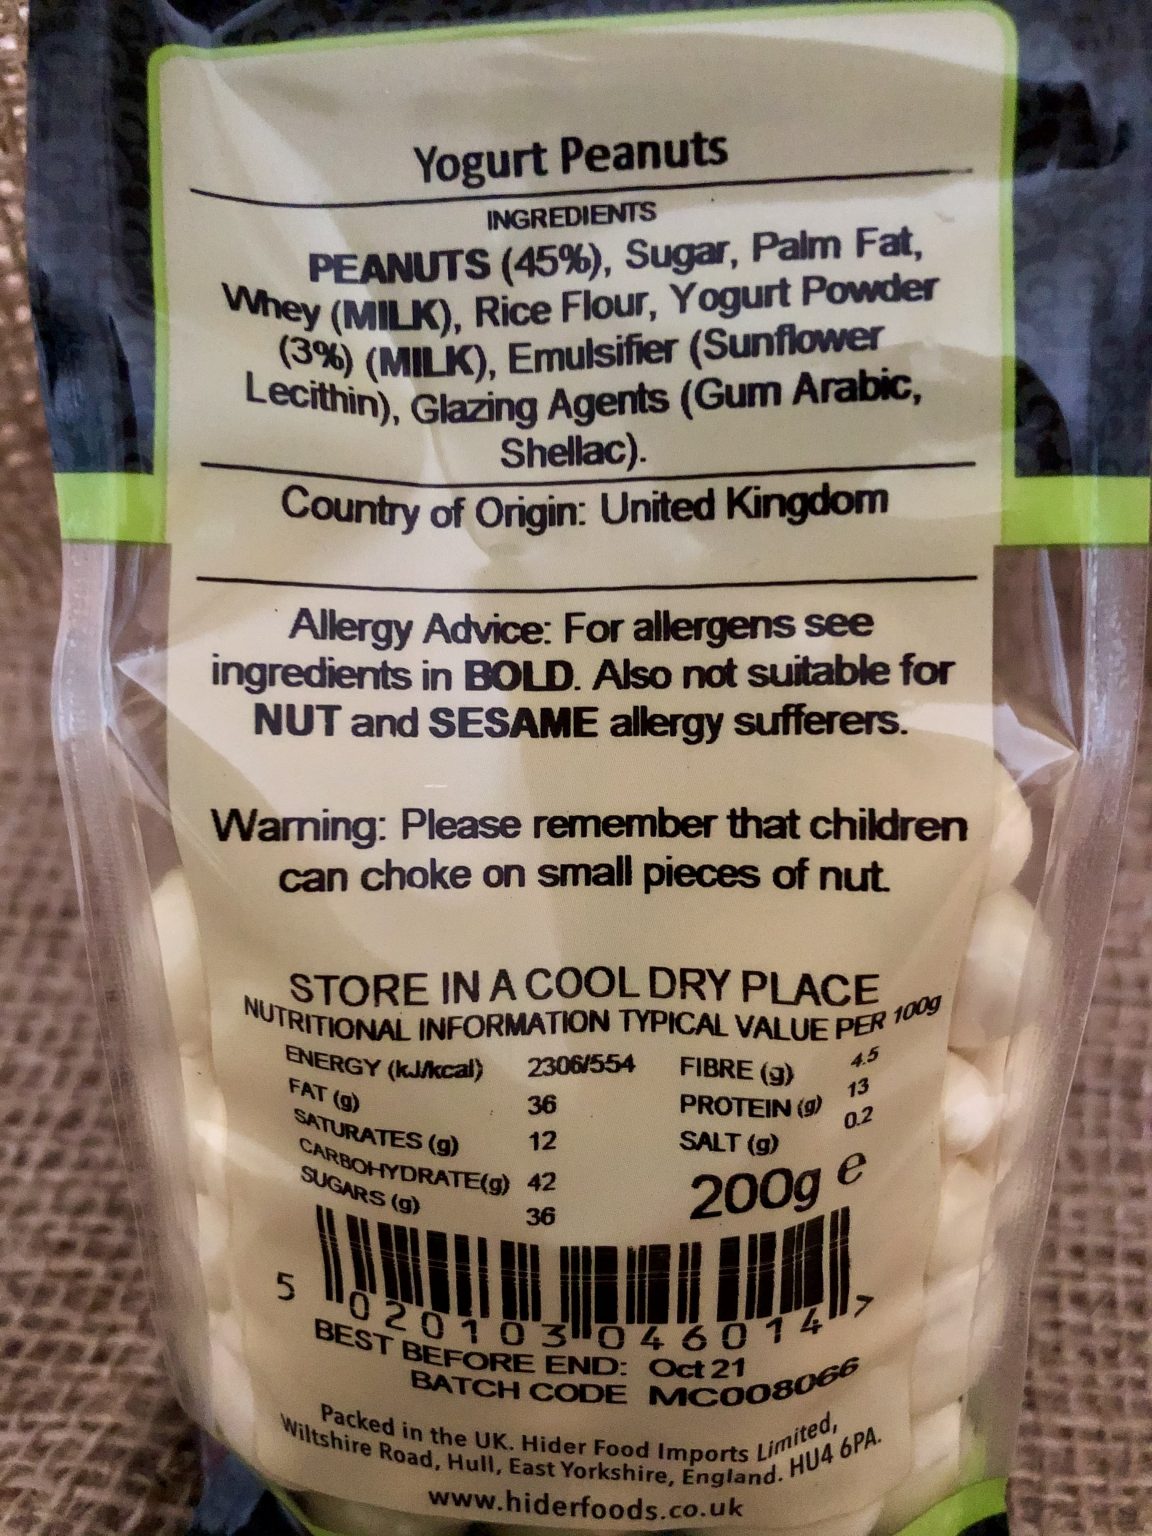 Yogurt Peanuts
INGREDIENTS
PEANUTS (45%), Sugar, Palm Fat,
Whey (MILK), Rice Flour, Yogurt Powder
(3%) (MILK), Emulsifier (Sunflower
Lecithin), Glazing Agents (Gum Arabic,
Shellac).
Country of Origin: United Kingdom
Allergy Advice: For allergens see
ingredients in BOLD. Also not suitable for
NUT and SESAME allergy sufferers.
Warning: Please remember that children
can choke on small pieces of nut.
STORE IN A COOL DRY PLACE
NUTRITIONAL INFORMATION TYPICAL VALUE PER 100g
ENERGY (kJ/kcal) 2306/554 FIBRE (g) 4.5
FAT (g) 36 PROTEIN (g) 13
SATURATES (g) 12 SALT (g) 0.2
CARBOHYDRATE(g) 42
SUGARS (g) 36
200g e
5 020103 046014 7
BEST BEFORE END: Oct 21
BATCH CODE MC008066
Packed in the UK. Hider Food Imports Limited,
Wiltshire Road, Hull, East Yorkshire, England. HU4 6PA.
www.hiderfoods.co.uk